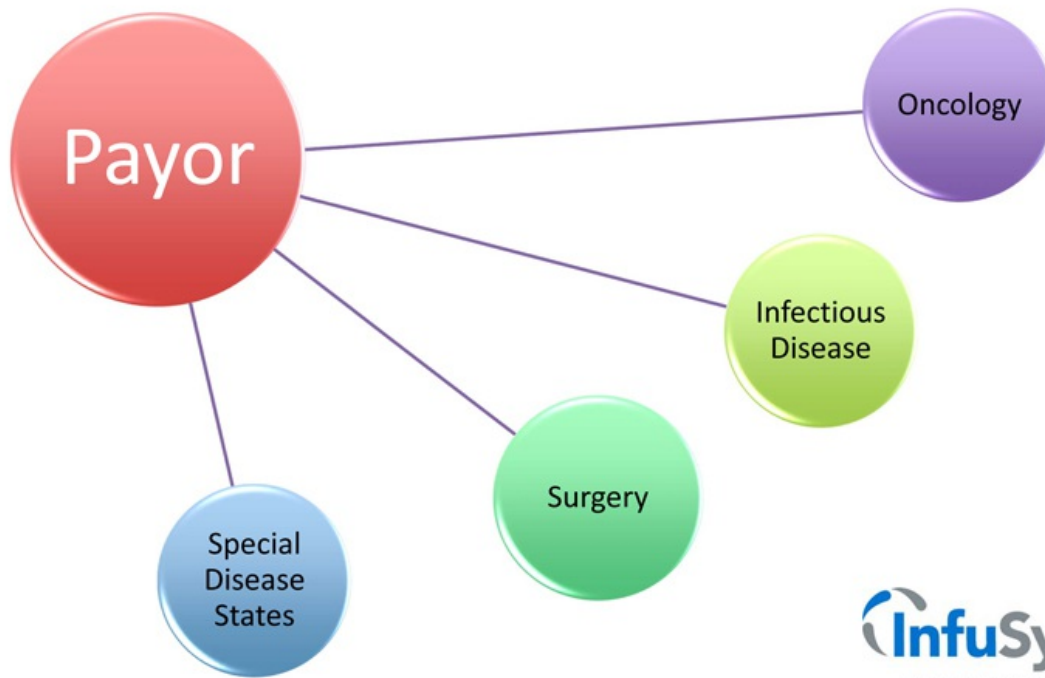 Payor
Oncology
Infectious
Disease
Surgery
Special
Disease
States
InfuSy